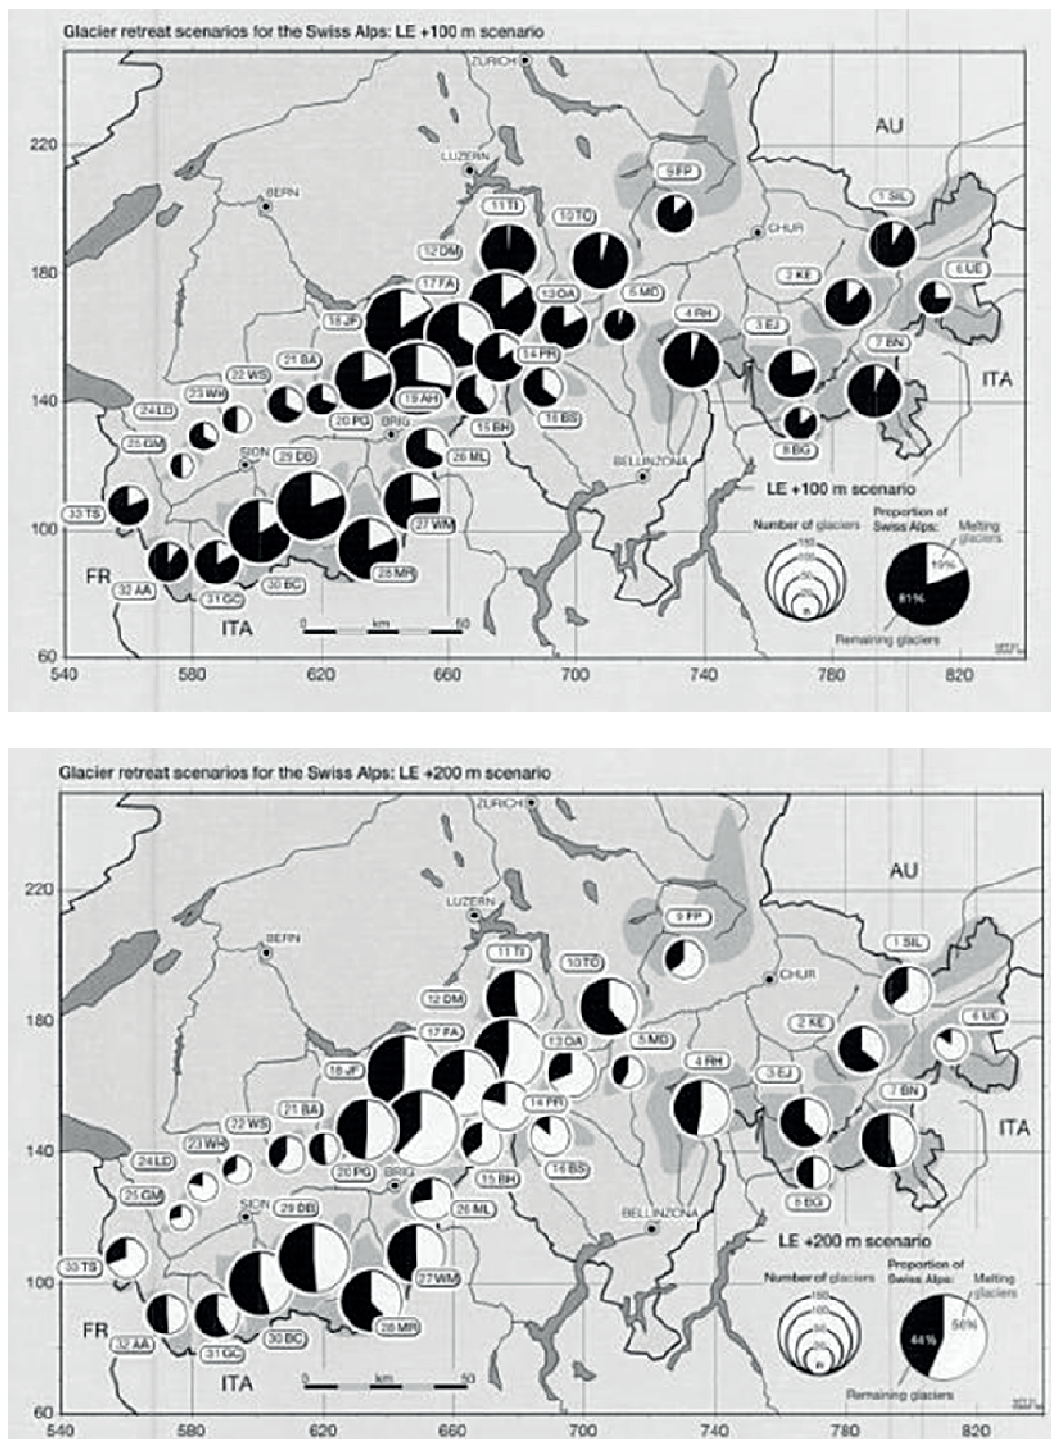 Glacier retreat scenarios for the Swiss Alps: LE +100 m scenario
ZÜRICH
AU
220
LUZERN
9 FP
BERN
11 TI
10 TO
1 SIL
CHUR
12 DM
180
17 FA
2 KE
6 UE
13 OA
5 MD
18 JF
4 RH
3 EJ
7 BN
14 PR
21 BA
22 WS
ITA
23 WH
19 AH
140
24 LD
20 PG
BRIG
15 BH
16 BS
25 GM
SION
29 DB
26 ML
8 BG
BELLINZONA
LE +100 m scenario
33 TS
27 WM
Number of glaciers
Proportion of
Swiss Alps:
Melting
glaciers
100
150
100
50
FR
28 MR
19%
32 AA
30 BC
31 GC
81%
ITA
0 km 50
Remaining glaciers
60
540 580 620 660 700 740 780 820
Glacier retreat scenarios for the Swiss Alps: LE +200 m scenario
ZÜRICH
AU
220
LUZERN
9 FP
BERN
11 TI
10 TO
1 SIL
CHUR
12 DM
180
17 FA
2 KE
6 UE
13 OA
5 MD
18 JF
4 RH
3 EJ
7 BN
14 PR
21 BA
22 WS
ITA
23 WH
140
24 LD
20 PG
BRIG
15 BH
16 BS
25 GM
SION
29 DB
26 ML
8 BG
BELLINZONA
LE +200 m scenario
33 TS
27 WM
Number of glaciers
Proportion of
Swiss Alps:
Melting
glaciers
100
150
100
50
FR
28 MR
56%
32 AA
30 BC
31 GC
44%
ITA
0 km 50
Remaining glaciers
60
540 580 620 660 700 740 780 820